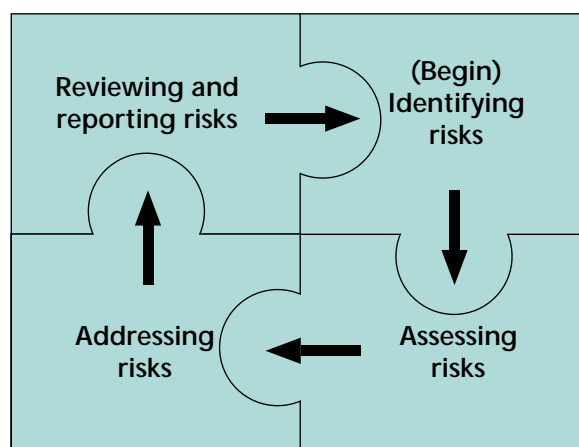 Reviewing and
reporting risks
(Begin)
Identifying
risks
Addressing
risks
Assessing
risks